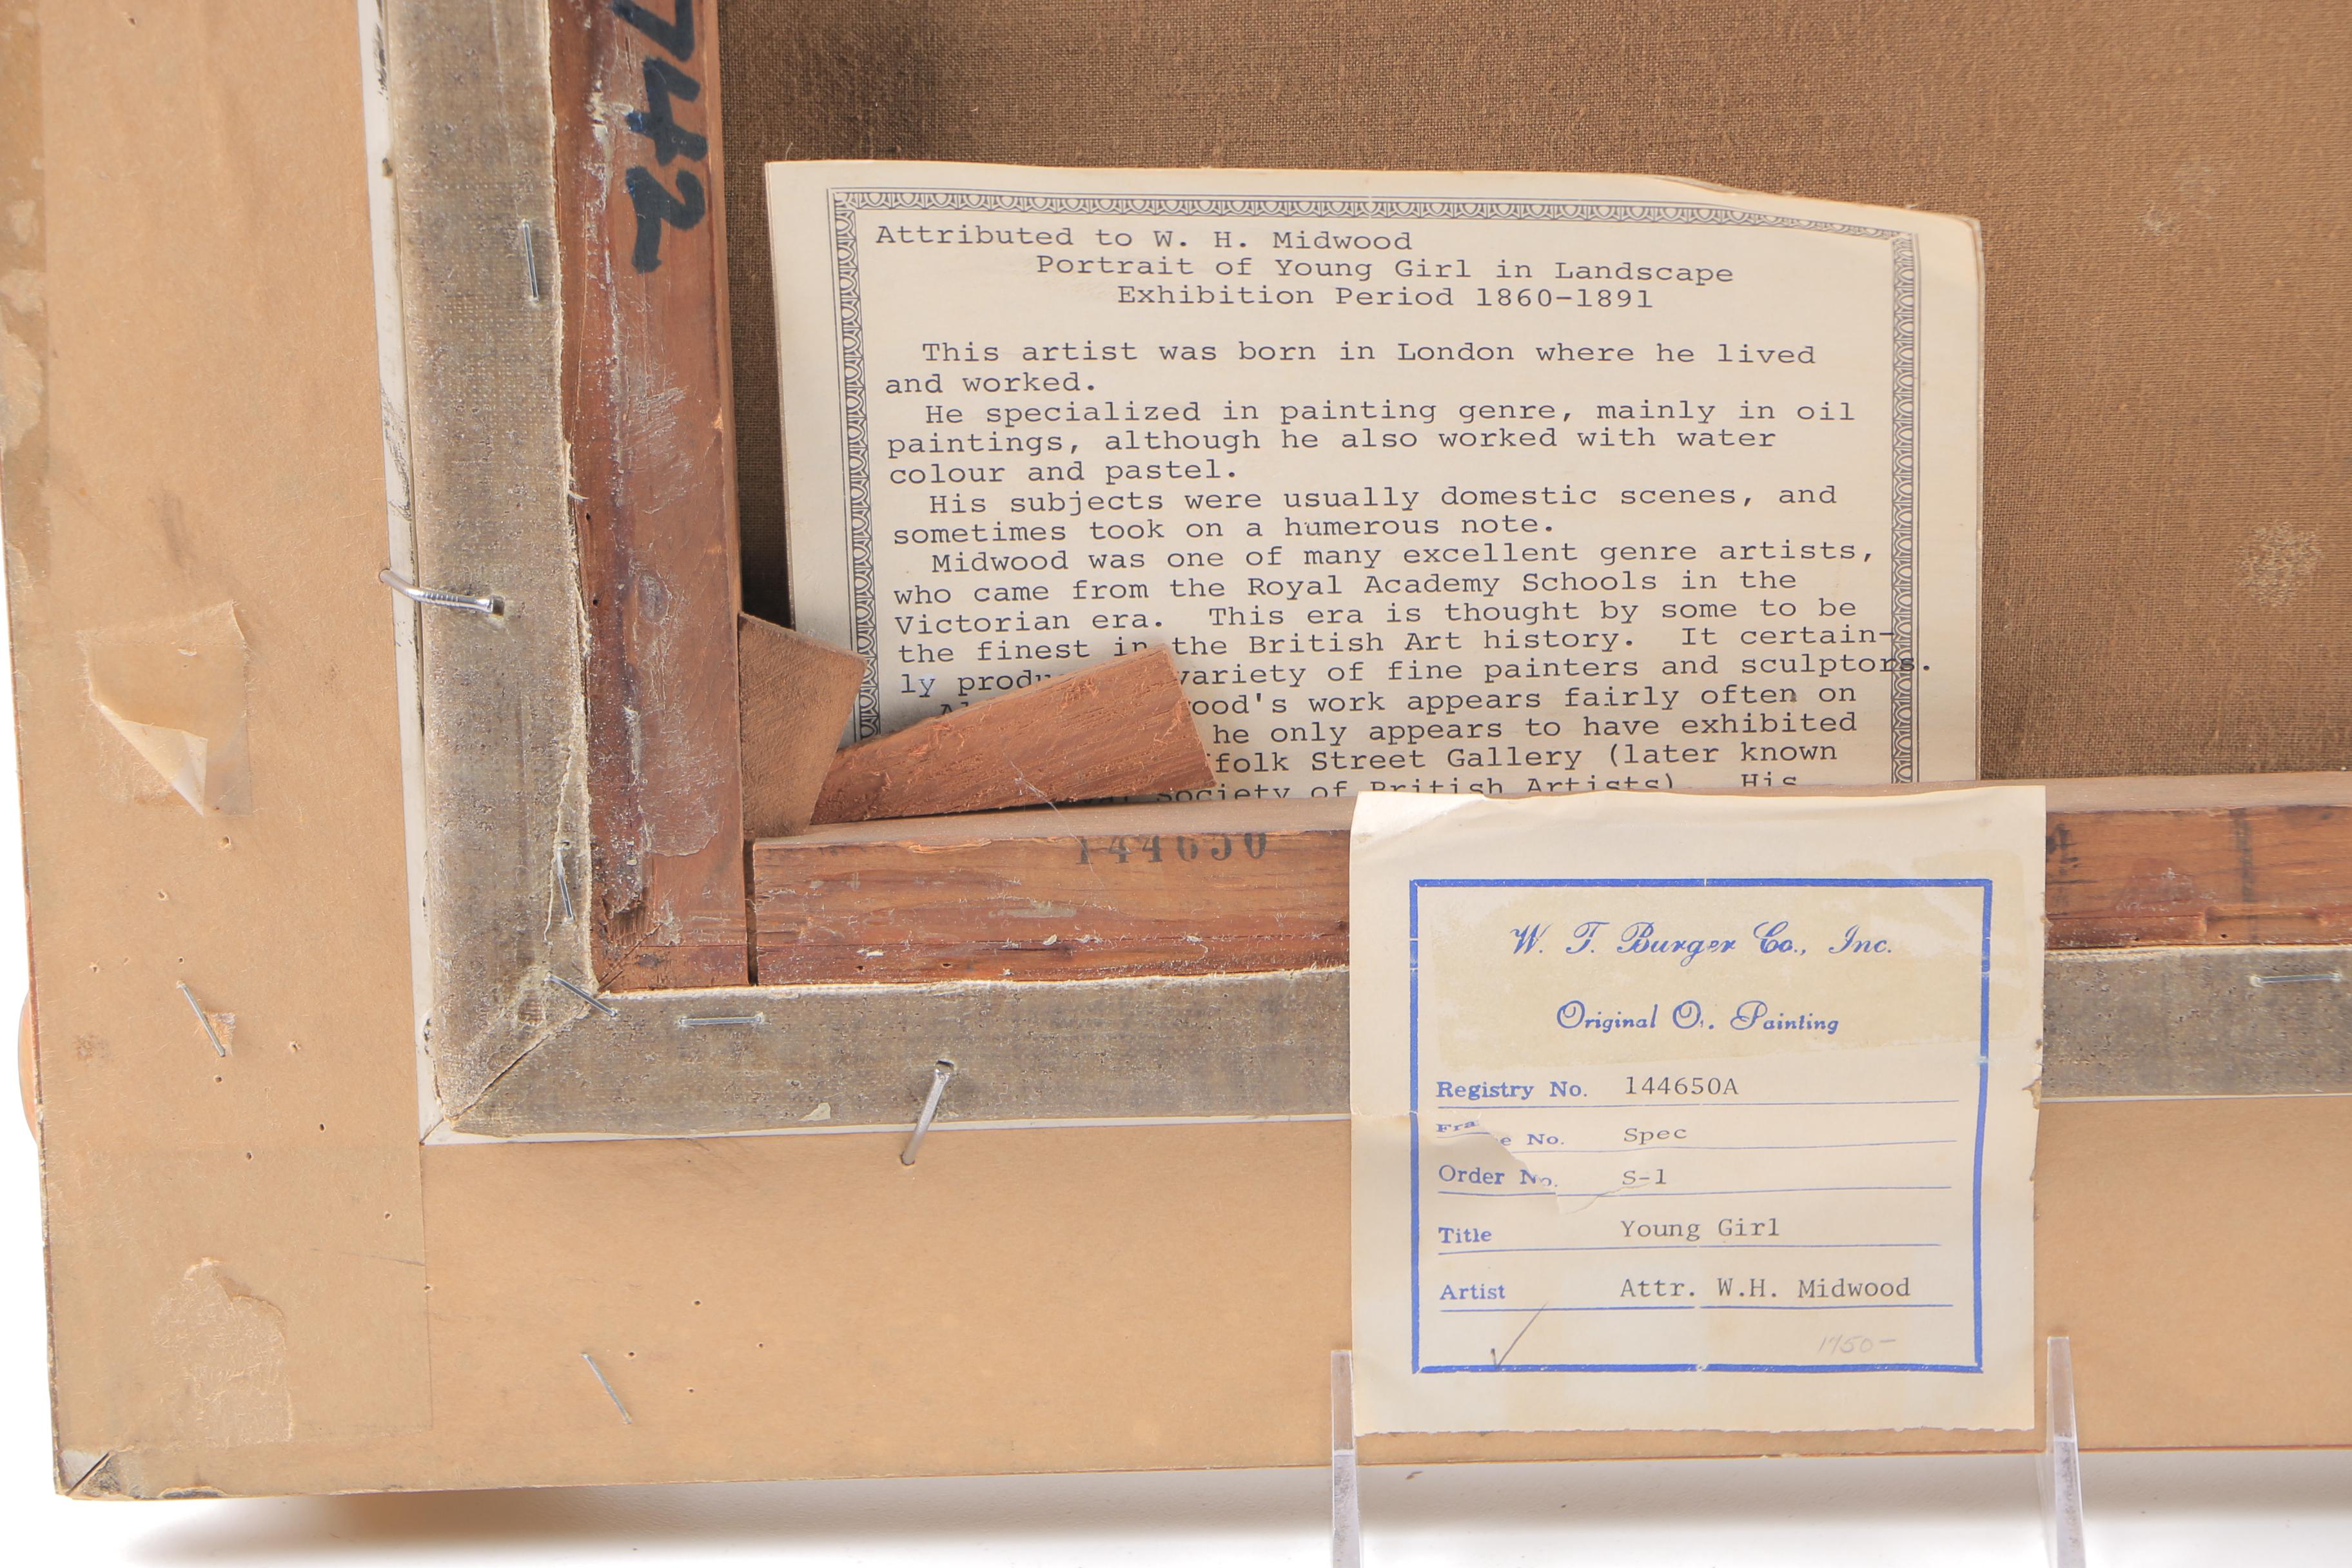 742
Attributed to W. H. Midwood
Portrait of Young Girl in Landscape
Exhibition Period 1860-1891
This artist was born in London where he lived
and worked.
He specialized in painting genre, mainly in oil
paintings, although he also worked with water
colour and pastel.
His subjects were usually domestic scenes, and
sometimes took on a humerous note.
Midwood was one of many excellent genre artists,
who came from the Royal Academy Schools in the
Victorian era. This era is thought by some to be
the finest in the British Art history. It certain-
ly variety of fine painters and sculptors.
ood's work appears fairly often on
he only appears to have exhibited
folk Street Gallery (later known
Society of British Artists). His
144650
W. T. Burger Co., Inc.
Original O. Painting
Registry No. 144650A
Fra e No. Spec
Order No. S-1
Title Young Girl
Artist Attr. W.H. Midwood
1750-